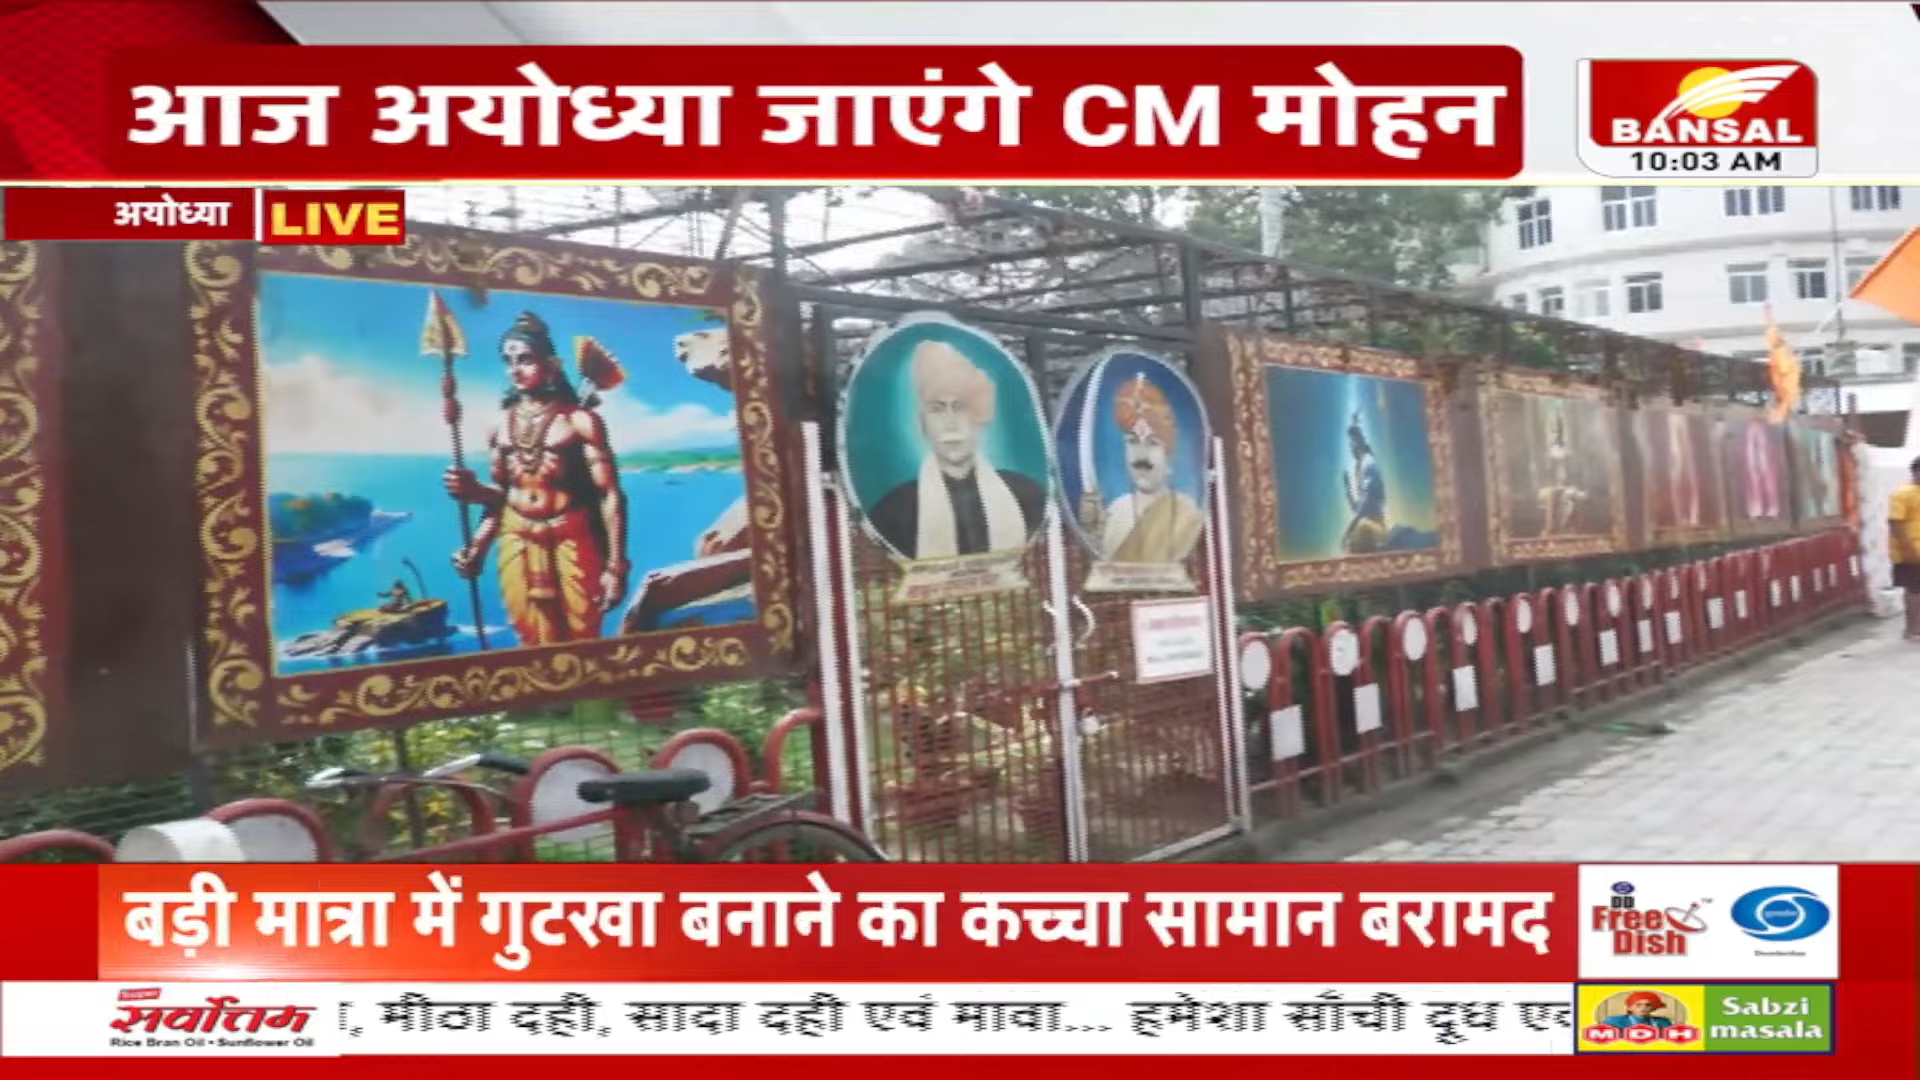 आज अयोध्या जाएंगे CM मोहन
BANSAL
10:03 AM
अयोध्या
LIVE
बड़ी मात्रा में गुटखा बनाने का कच्चा सामान बरामद
DD
Free
Dish
Super
सर्वोत्तम
Rice Bran Oil • Sunflower Oil
, मीठा दही, सादा दही एवं मावा... हमेशा साँची दूध
MDH
Sabzi
masala